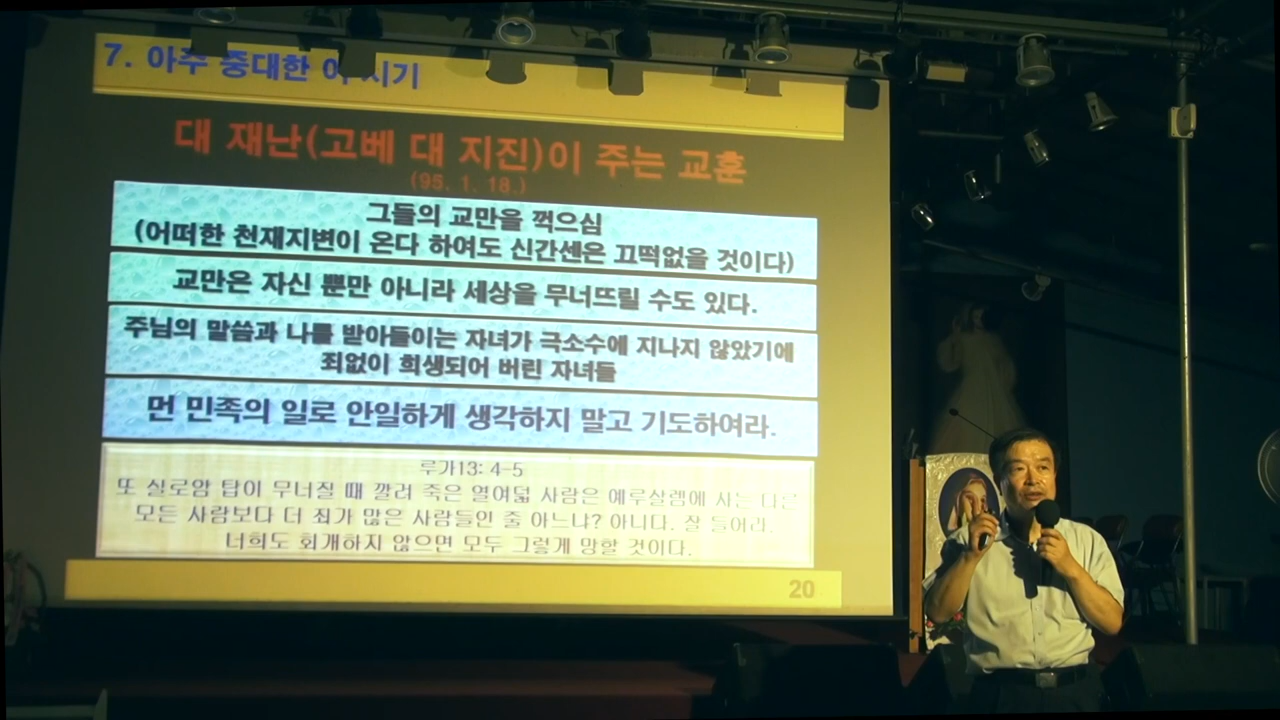 7. 아주 중대한 시기
대 재난(고베 대 지진)이 주는 교훈
(95. 1. 18.)
그들의 교만을 꺾으심
(어떠한 천재지변이 온다 하여도 신간센은 끄떡없을 것이다)
교만은 자신 뿐만 아니라 세상을 무너뜨릴 수도 있다.
주님의 말씀과 나를 받아들이는 자녀가 극소수에 지나지 않았기에
죄없이 희생되어 버린 자녀들
먼 민족의 일로 안일하게 생각하지 말고 기도하여라.
루가13: 4-5
또 실로암 탑이 무너질 때 깔려 죽은 열여덟 사람은 예루살렘에 사는 다른
모든 사람보다 더 죄가 많은 사람들인 줄 아느냐? 아니다. 잘 들어라.
너희도 회개하지 않으면 모두 그렇게 망할 것이다.
20